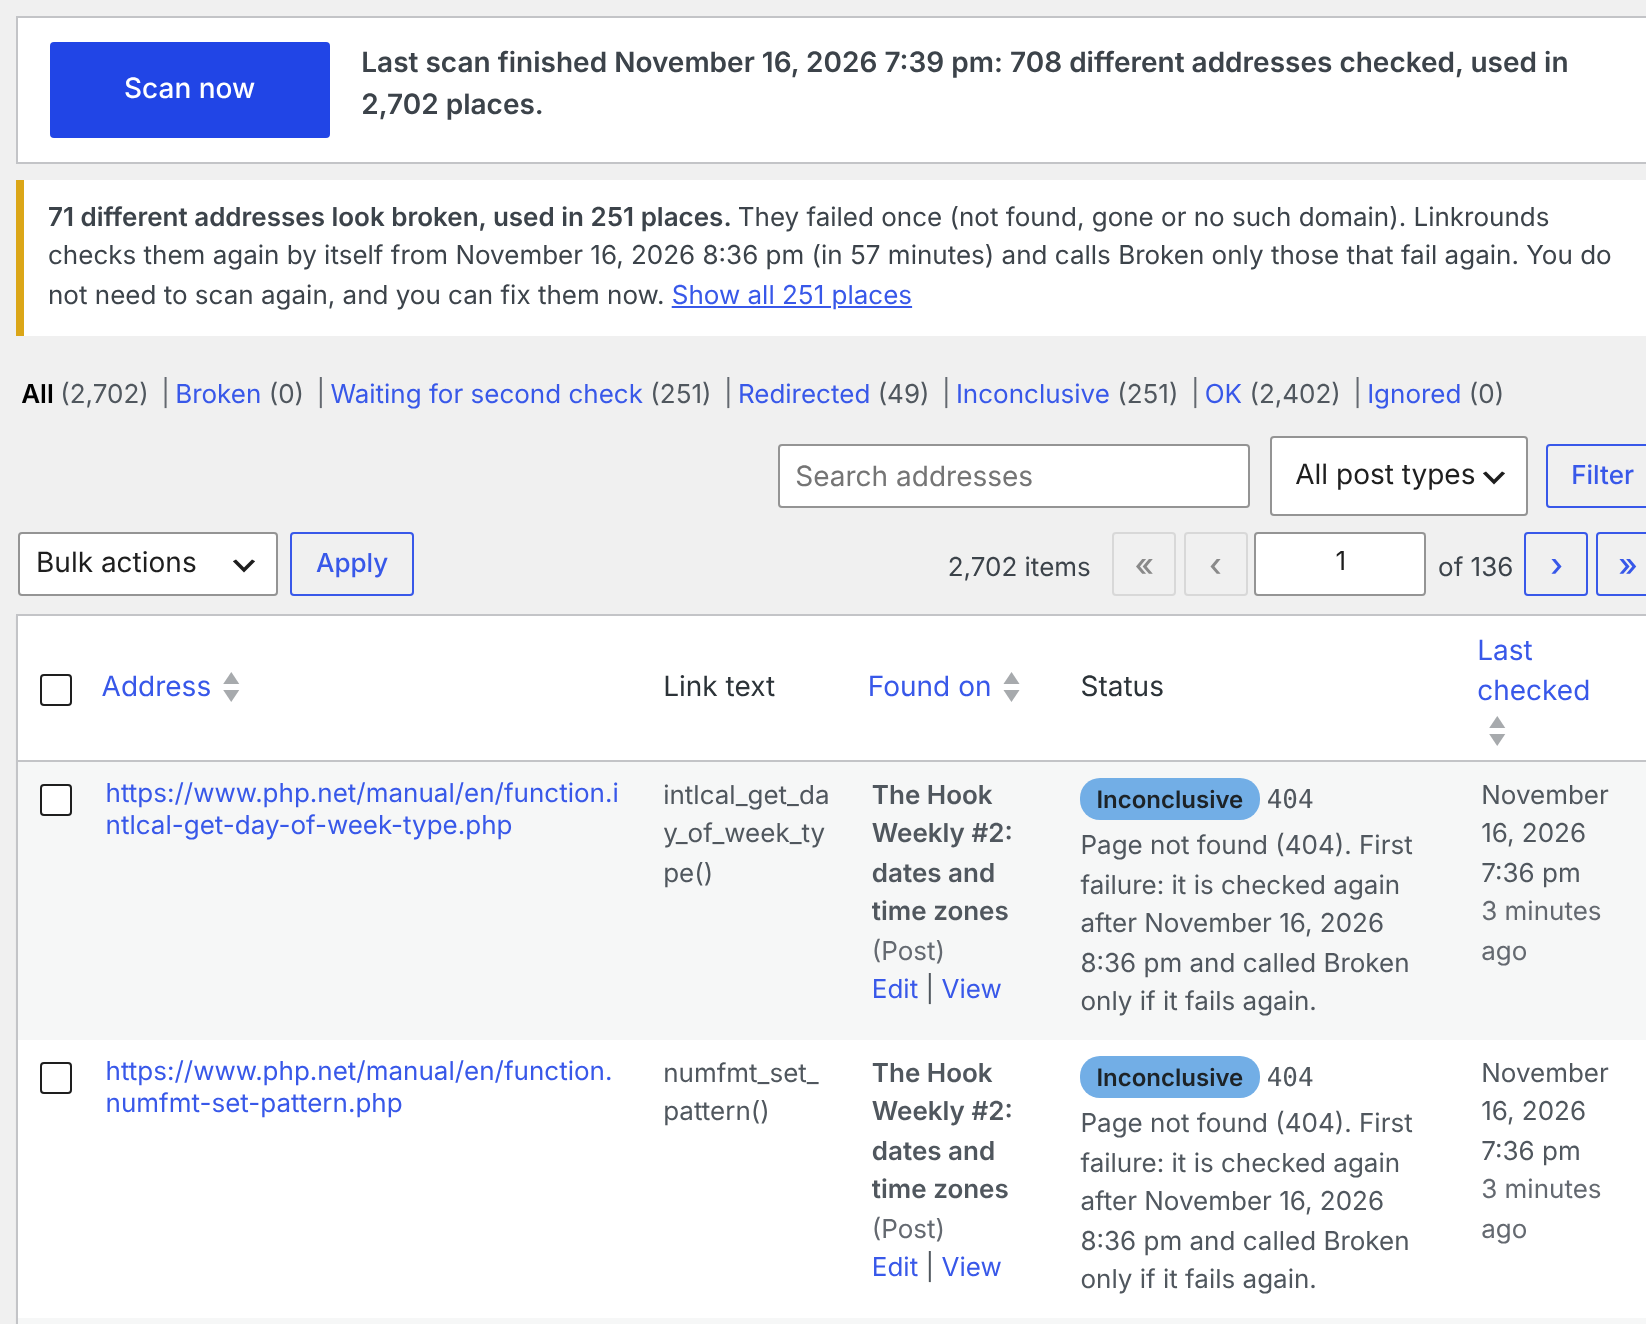 Scan now
Last scan finished November 16, 2026 7:39 pm: 708 different addresses checked, used in
2,702 places.
71 different addresses look broken, used in 251 places. They failed once (not found, gone or no such domain). Linkrounds
checks them again by itself from November 16, 2026 8:36 pm (in 57 minutes) and calls Broken only those that fail again. You do
not need to scan again, and you can fix them now. Show all 251 places
All (2,702) | Broken (0) | Waiting for second check (251) | Redirected (49) | Inconclusive (251) | OK (2,402) | Ignored (0)
Search addresses
All post types
Filter
Bulk actions
Apply
2,702 items
«
‹
1
of 136
›
»
Address
Link text
Found on
Status
Last
checked
https://www.php.net/manual/en/function.i
ntlcal-get-day-of-week-type.php
intlcal_get_da
y_of_week_ty
pe()
The Hook
Weekly #2:
dates and
time zones
(Post)
Edit | View
Inconclusive 404
Page not found (404). First
failure: it is checked again
after November 16, 2026
8:36 pm and called Broken
only if it fails again.
November
16, 2026
7:36 pm
3 minutes
ago
https://www.php.net/manual/en/function.
numfmt-set-pattern.php
numfmt_set_
pattern()
The Hook
Weekly #2:
dates and
time zones
(Post)
Edit | View
Inconclusive 404
Page not found (404). First
failure: it is checked again
after November 16, 2026
8:36 pm and called Broken
only if it fails again.
November
16, 2026
7:36 pm
3 minutes
ago